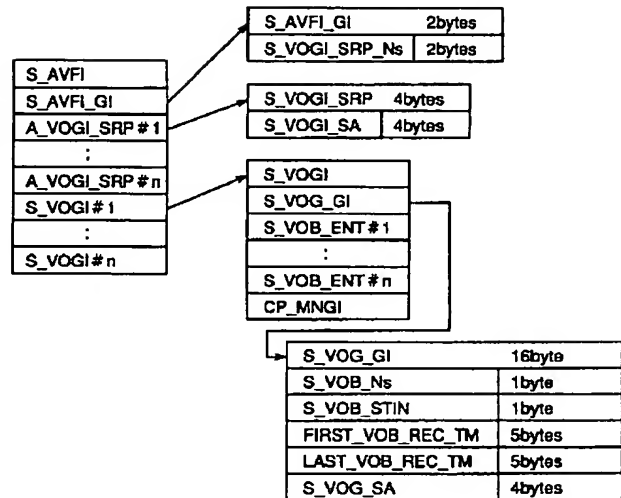 S_AVFI_GI 2bytes
S_VOGI_SRP_Ns 2bytes
S_AVFI
S_AVFI_GI
A_VOGI_SRP#1
:
A_VOGI_SRP#n
S_VOGI#1
:
S_VOGI#n
S_VOGI_SRP 4bytes
S_VOGI_SA 4bytes
S_VOGI
S_VOG_GI
S_VOB_ENT#1
:
S_VOB_ENT#n
CP_MNGI
S_VOG_GI 16byte
S_VOB_Ns 1byte
S_VOB_STIN 1byte
FIRST_VOB_REC_TM 5bytes
LAST_VOB_REC_TM 5bytes
S_VOG_SA 4bytes